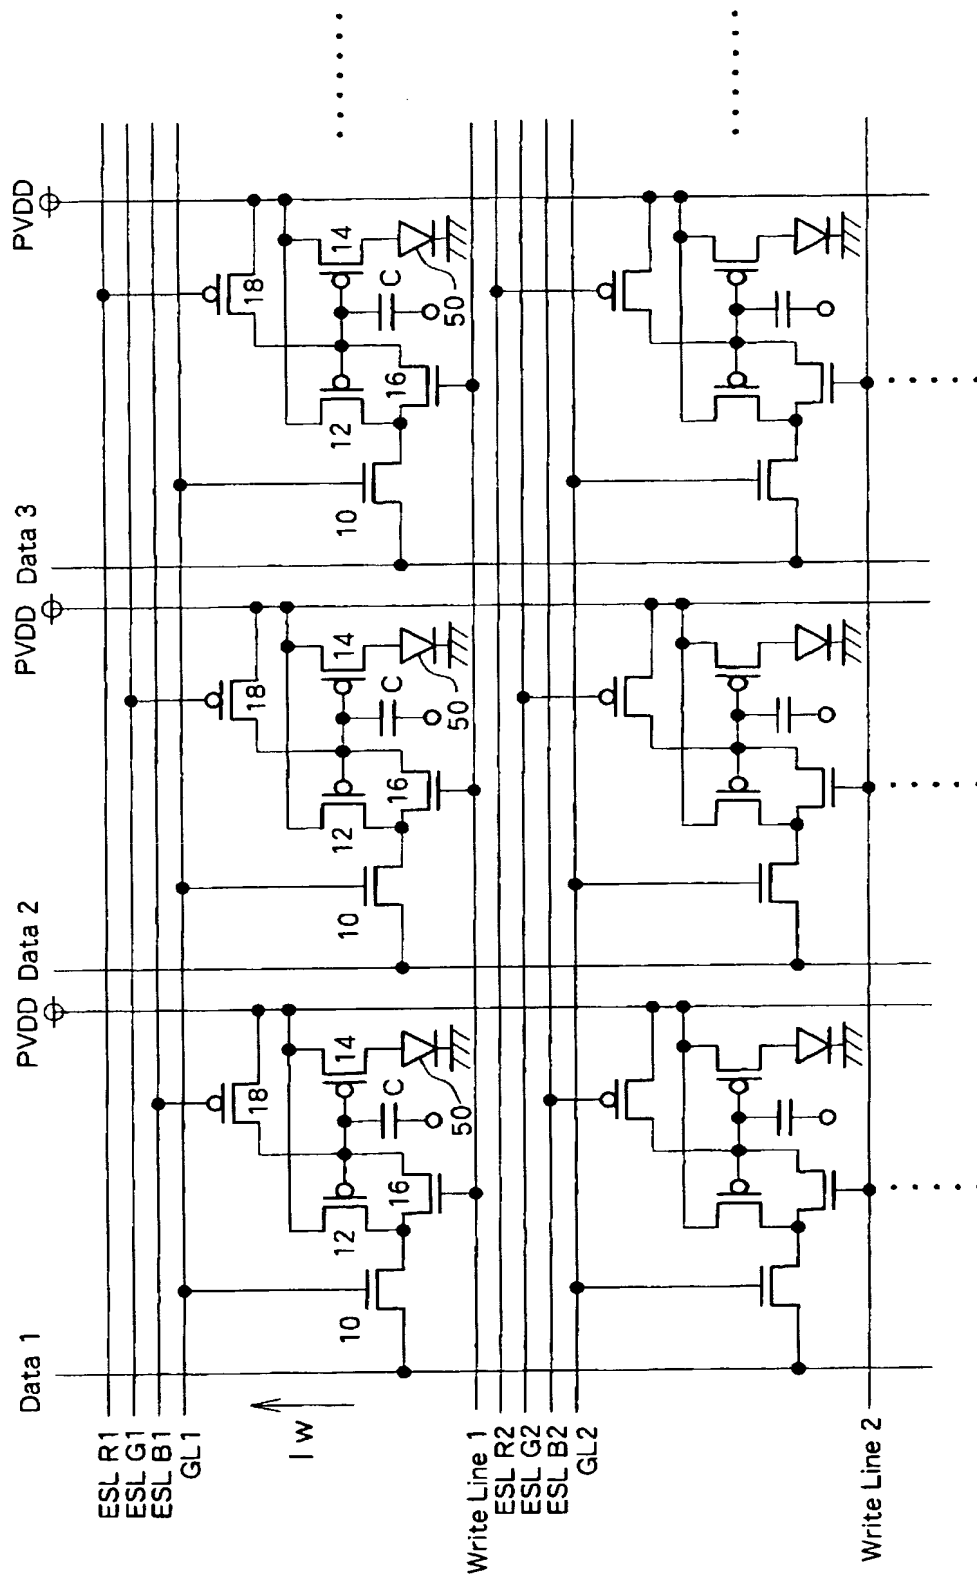 Data 1
PVDD
Data 2
PVDD
Data 3
PVDD
ESL R1
ESL G1
ESL B1
GL1
I w
18
18
18
12
14
12
14
12
14
16
C
16
C
16
C
10
50
10
50
10
50
Write Line 1
ESL R2
ESL G2
ESL B2
GL2
Write Line 2